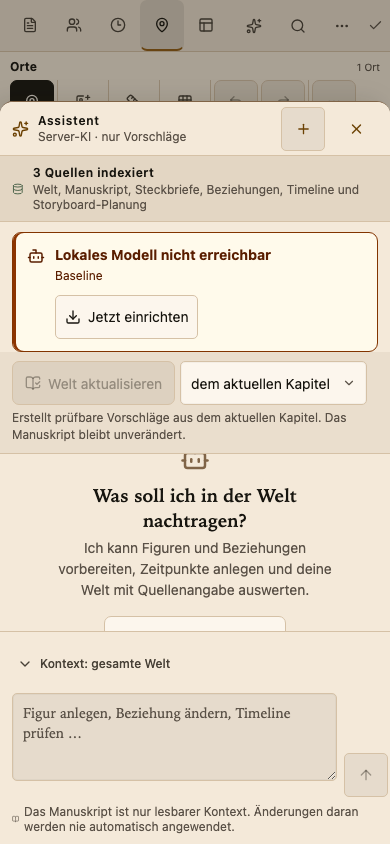 Orte
1 Ort
Assistent
Server-KI · nur Vorschläge
3 Quellen indexiert
Welt, Manuskript, Steckbriefe, Beziehungen, Timeline und
Storyboard-Planung
Lokales Modell nicht erreichbar
Baseline
Jetzt einrichten
Welt aktualisieren
dem aktuellen Kapitel
Erstellt prüfbare Vorschläge aus dem aktuellen Kapitel. Das
Manuskript bleibt unverändert.
Was soll ich in der Welt
nachtragen?
Ich kann Figuren und Beziehungen
vorbereiten, Zeitpunkte anlegen und deine
Welt mit Quellenangabe auswerten.
Kontext: gesamte Welt
Figur anlegen, Beziehung ändern, Timeline
prüfen …
Das Manuskript ist nur lesbarer Kontext. Änderungen daran
werden nie automatisch angewendet.